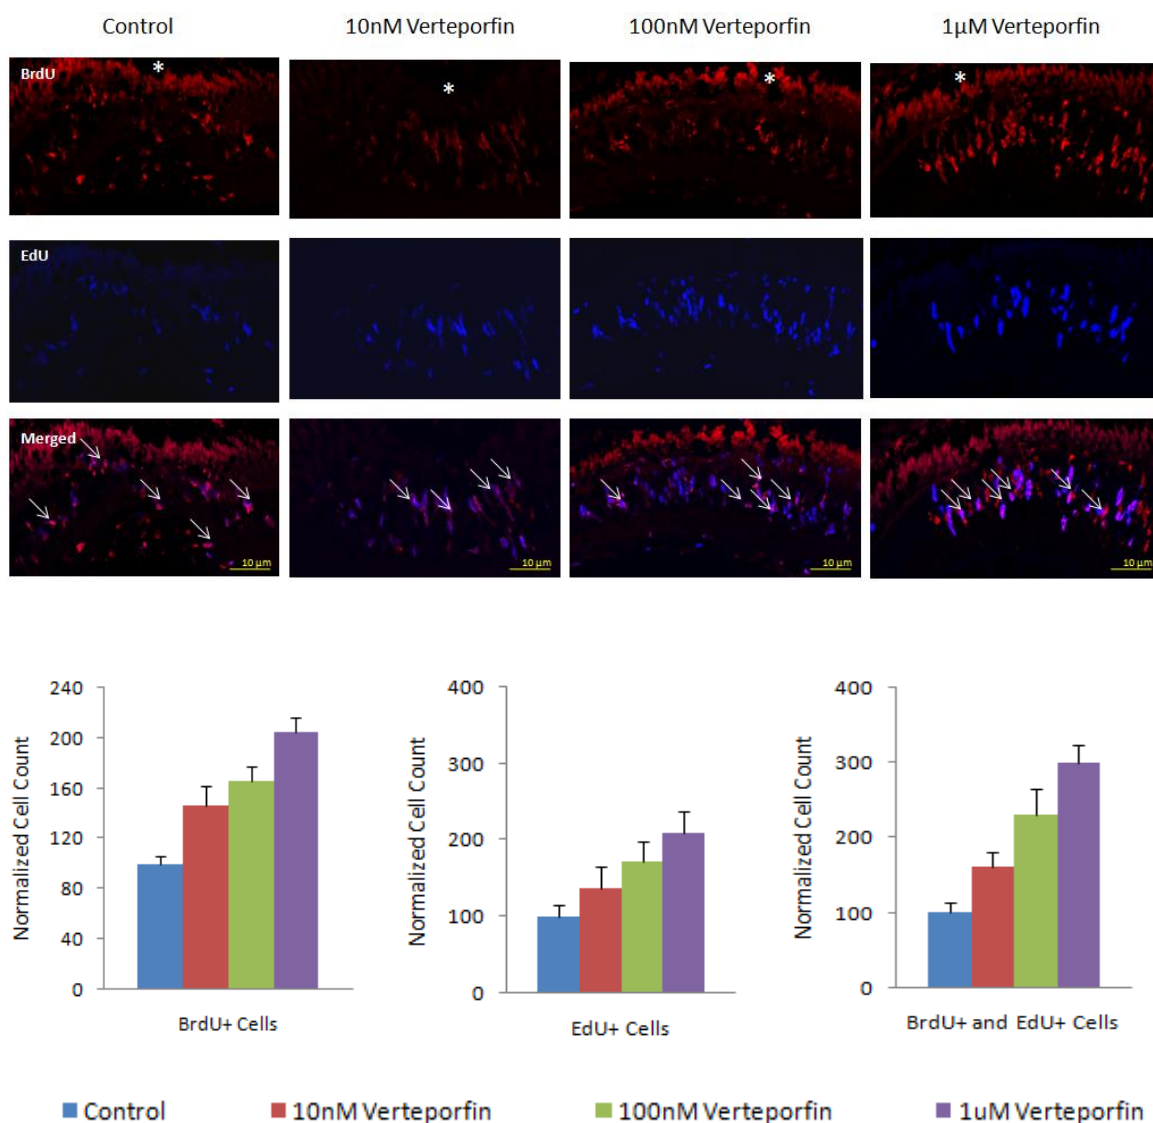 Control 10nM Verteporfin 100nM Verteporfin 1μM Verteporfin
BrdU * * * *
EdU
Merged
10 μm 10 μm 10 μm 10 μm
Normalized Cell Count
240
200
160
120
80
40
0
BrdU+ Cells
Normalized Cell Count
400
300
200
100
0
EdU+ Cells
Normalized Cell Count
400
300
200
100
0
BrdU+ and EdU+ Cells
Control 10nM Verteporfin 100nM Verteporfin 1uM Verteporfin